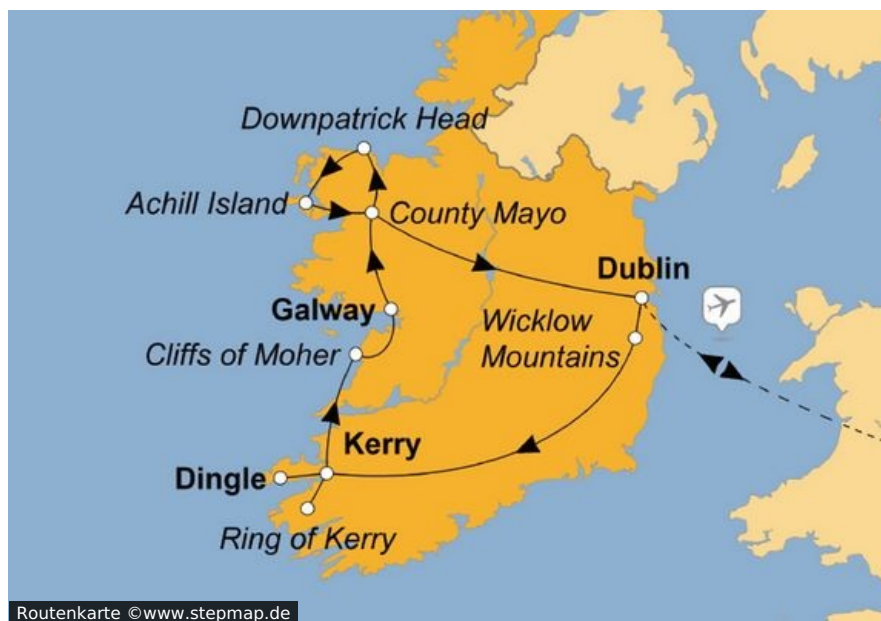 Downpatrick Head
Achill Island
County Mayo
Dublin
Galway
Wicklow
Mountains
Cliffs of Moher
Kerry
Dingle
Ring of Kerry
Routenkarte ©www.stepmap.de